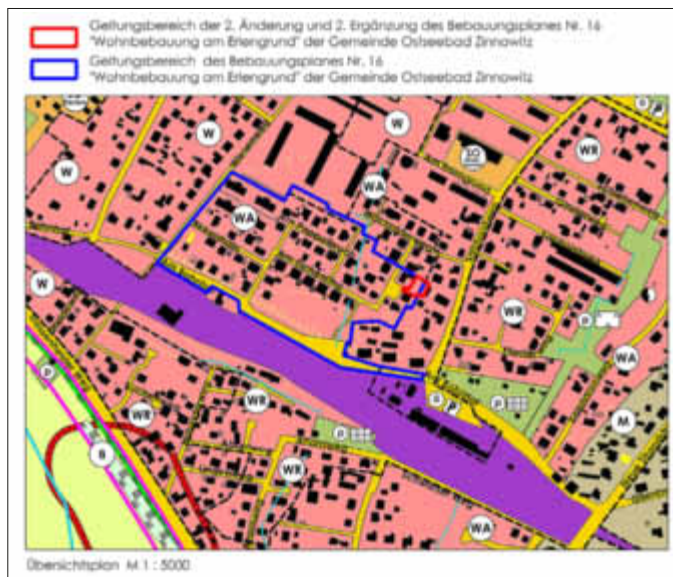 Geltungsbereich der 2. Änderung und 2. Ergänzung des Bebauungsplanes Nr. 16
"Wohnbebauung am Erlengrund" der Gemeinde Ostseebad Zinnowitz
Geltungsbereich des Bebauungsplanes Nr. 16
"Wohnbebauung am Erlengrund" der Gemeinde Ostseebad Zinnowitz
W
W
SO
WR
W
WA
WA
W
WR
WA
WR
WR
M
B
WR
WA
Übersichtsplan M 1 : 5000